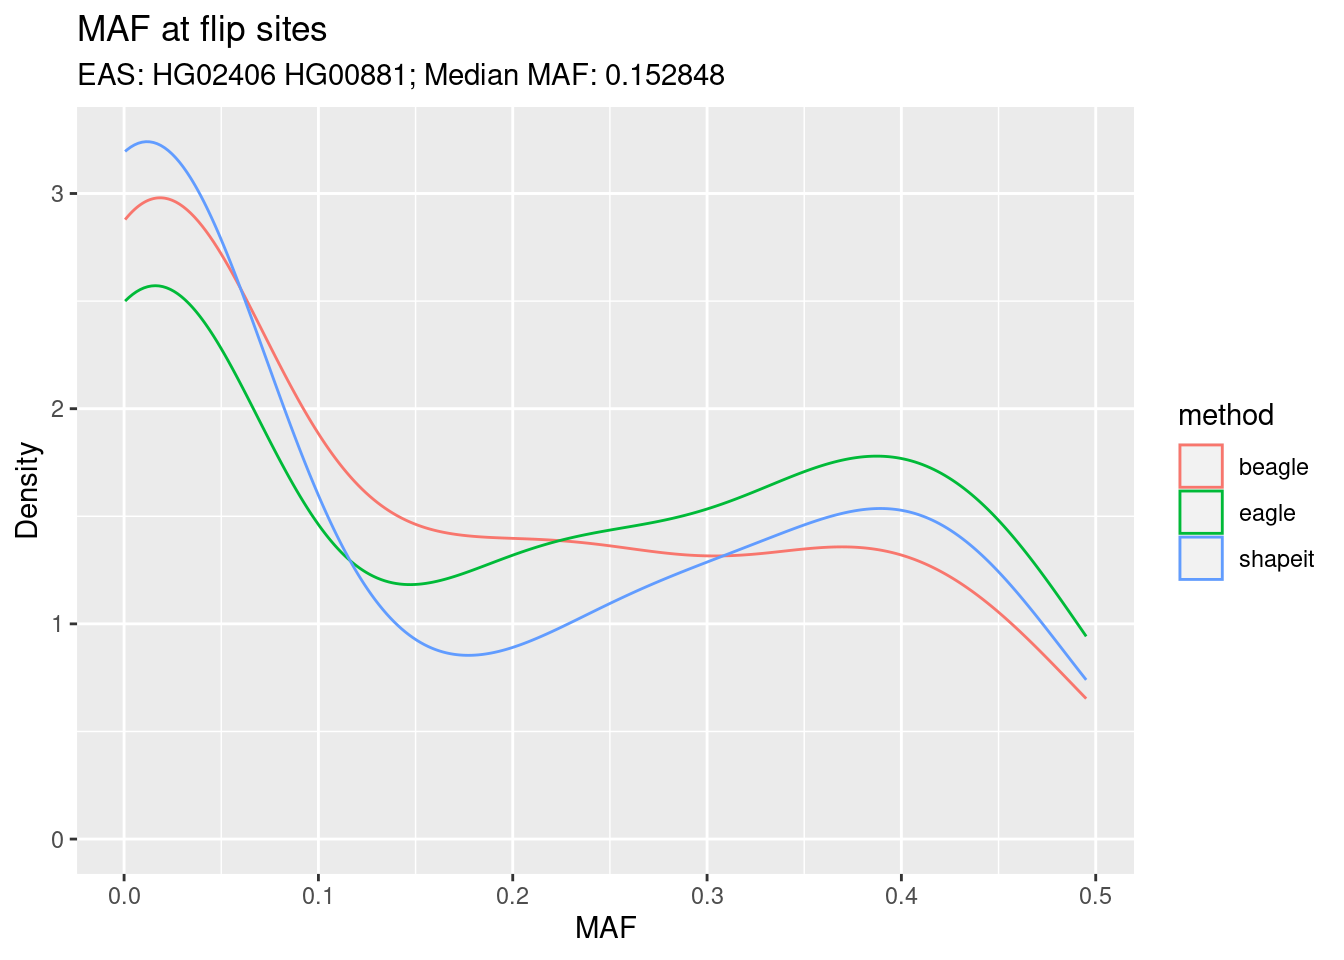 MAF at flip sites
EAS: HG02406 HG00881; Median MAF: 0.152848
Density
3
2
1
0
0.0
0.1
0.2
0.3
0.4
0.5
MAF
method
beagle
eagle
shapeit